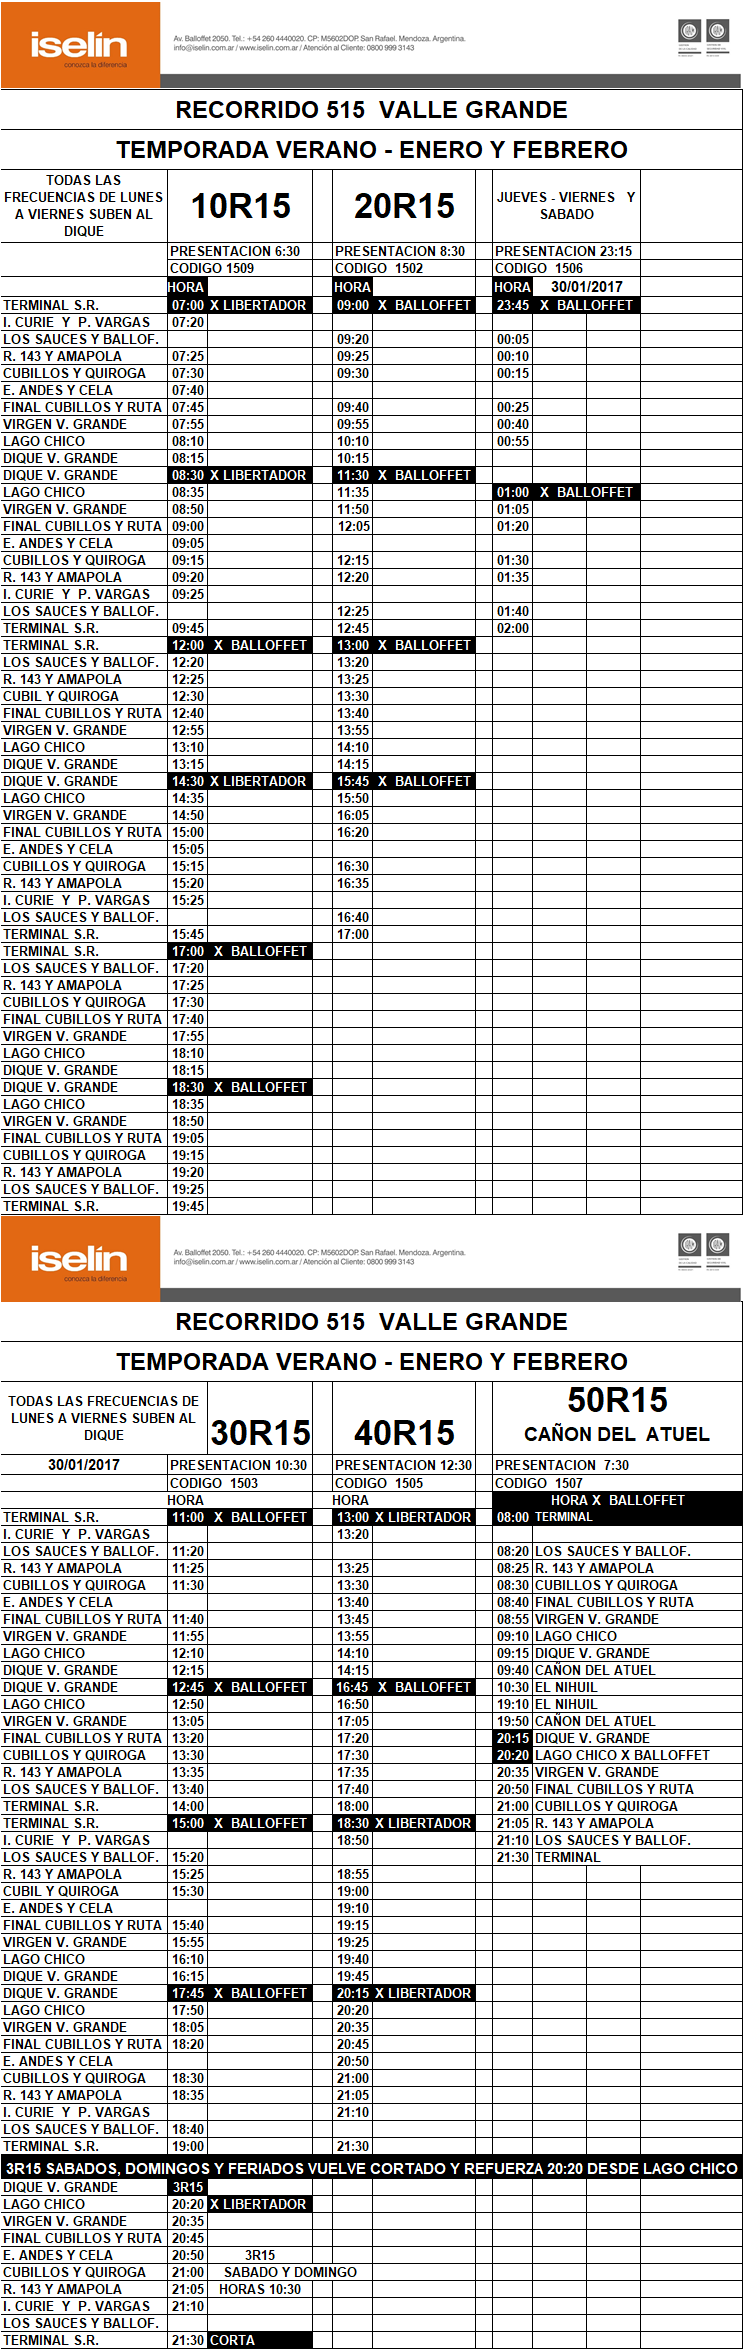 iselín
conozca la diferencia
Av. Balloffet 2050. Tel.: +54 260 4440020. CP: M5602DOP. San Rafael. Mendoza. Argentina.
info@iselin.com.ar / www.iselin.com.ar / Atención al Cliente: 0800 999 3143
RECORRIDO 515 VALLE GRANDE
TEMPORADA VERANO - ENERO Y FEBRERO
TODAS LAS FRECUENCIAS DE LUNES A VIERNES SUBEN AL DIQUE 10R15 20R15 JUEVES - VIERNES Y SABADO
PRESENTACION 6:30 PRESENTACION 8:30 PRESENTACION 23:15
CODIGO 1509 CODIGO 1502 CODIGO 1506
HORA HORA HORA 30/01/2017
TERMINAL S.R. 07:00 X LIBERTADOR 09:00 X BALLOFFET 23:45 X BALLOFFET
I. CURIE Y P. VARGAS 07:20
LOS SAUCES Y BALLOF. 09:20 00:05
R. 143 Y AMAPOLA 07:25 09:25 00:10
CUBILLOS Y QUIROGA 07:30 09:30 00:15
E. ANDES Y CELA 07:40
FINAL CUBILLOS Y RUTA 07:45 09:40 00:25
VIRGEN V. GRANDE 07:55 09:55 00:40
LAGO CHICO 08:10 10:10 00:55
DIQUE V. GRANDE 08:15 10:15
DIQUE V. GRANDE 08:30 X LIBERTADOR 11:30 X BALLOFFET
LAGO CHICO 08:35 11:35 01:00 X BALLOFFET
VIRGEN V. GRANDE 08:50 11:50 01:05
FINAL CUBILLOS Y RUTA 09:00 12:05 01:20
E. ANDES Y CELA 09:05
CUBILLOS Y QUIROGA 09:15 12:15 01:30
R. 143 Y AMAPOLA 09:20 12:20 01:35
I. CURIE Y P. VARGAS 09:25
LOS SAUCES Y BALLOF. 12:25 01:40
TERMINAL S.R. 09:45 12:45 02:00
TERMINAL S.R. 12:00 X BALLOFFET 13:00 X BALLOFFET
LOS SAUCES Y BALLOF. 12:20 13:20
R. 143 Y AMAPOLA 12:25 13:25
CUBIL Y QUIROGA 12:30 13:30
FINAL CUBILLOS Y RUTA 12:40 13:40
VIRGEN V. GRANDE 12:55 13:55
LAGO CHICO 13:10 14:10
DIQUE V. GRANDE 13:15 14:15
DIQUE V. GRANDE 14:30 X LIBERTADOR 15:45 X BALLOFFET
LAGO CHICO 14:35 15:50
VIRGEN V. GRANDE 14:50 16:05
FINAL CUBILLOS Y RUTA 15:00 16:20
E. ANDES Y CELA 15:05
CUBILLOS Y QUIROGA 15:15 16:30
R. 143 Y AMAPOLA 15:20 16:35
I. CURIE Y P. VARGAS 15:25
LOS SAUCES Y BALLOF. 16:40
TERMINAL S.R. 15:45 17:00
TERMINAL S.R. 17:00 X BALLOFFET
LOS SAUCES Y BALLOF. 17:20
R. 143 Y AMAPOLA 17:25
CUBILLOS Y QUIROGA 17:30
FINAL CUBILLOS Y RUTA 17:40
VIRGEN V. GRANDE 17:55
LAGO CHICO 18:10
DIQUE V. GRANDE 18:15
DIQUE V. GRANDE 18:30 X BALLOFFET
LAGO CHICO 18:35
VIRGEN V. GRANDE 18:50
FINAL CUBILLOS Y RUTA 19:05
CUBILLOS Y QUIROGA 19:15
R. 143 Y AMAPOLA 19:20
LOS SAUCES Y BALLOF. 19:25
TERMINAL S.R. 19:45
iselín
conozca la diferencia
Av. Balloffet 2050. Tel.: +54 260 4440020. CP: M5602DOP. San Rafael. Mendoza. Argentina.
info@iselin.com.ar / www.iselin.com.ar / Atención al Cliente: 0800 999 3143
RECORRIDO 515 VALLE GRANDE
TEMPORADA VERANO - ENERO Y FEBRERO
TODAS LAS FRECUENCIAS DE LUNES A VIERNES SUBEN AL DIQUE 30R15 40R15 50R15 CAÑON DEL ATUEL
30/01/2017 PRESENTACION 10:30 PRESENTACION 12:30 PRESENTACION 7:30
CODIGO 1503 CODIGO 1505 CODIGO 1507
HORA HORA HORA X BALLOFFET
TERMINAL S.R. 11:00 X BALLOFFET 13:00 X LIBERTADOR 08:00 TERMINAL
I. CURIE Y P. VARGAS 13:20
LOS SAUCES Y BALLOF. 11:20 08:20 LOS SAUCES Y BALLOF.
R. 143 Y AMAPOLA 11:25 13:25 08:25 R. 143 Y AMAPOLA
CUBILLOS Y QUIROGA 11:30 13:30 08:30 CUBILLOS Y QUIROGA
E. ANDES Y CELA 13:40 08:40 FINAL CUBILLOS Y RUTA
FINAL CUBILLOS Y RUTA 11:40 13:45 08:55 VIRGEN V. GRANDE
VIRGEN V. GRANDE 11:55 13:55 09:10 LAGO CHICO
LAGO CHICO 12:10 14:10 09:15 DIQUE V. GRANDE
DIQUE V. GRANDE 12:15 14:15 09:40 CAÑON DEL ATUEL
DIQUE V. GRANDE 12:45 X BALLOFFET 16:45 X BALLOFFET 10:30 EL NIHUIL
LAGO CHICO 12:50 16:50 19:10 EL NIHUIL
VIRGEN V. GRANDE 13:05 17:05 19:50 CAÑON DEL ATUEL
FINAL CUBILLOS Y RUTA 13:20 17:20 20:15 DIQUE V. GRANDE
CUBILLOS Y QUIROGA 13:30 17:30 20:20 LAGO CHICO X BALLOFFET
R. 143 Y AMAPOLA 13:35 17:35 20:35 VIRGEN V. GRANDE
LOS SAUCES Y BALLOF. 13:40 17:40 20:50 FINAL CUBILLOS Y RUTA
TERMINAL S.R. 14:00 18:00 21:00 CUBILLOS Y QUIROGA
TERMINAL S.R. 15:00 X BALLOFFET 18:30 X LIBERTADOR 21:05 R. 143 Y AMAPOLA
I. CURIE Y P. VARGAS 18:50 21:10 LOS SAUCES Y BALLOF.
LOS SAUCES Y BALLOF. 15:20 21:30 TERMINAL
R. 143 Y AMAPOLA 15:25 18:55
CUBIL Y QUIROGA 15:30 19:00
E. ANDES Y CELA 19:10
FINAL CUBILLOS Y RUTA 15:40 19:15
VIRGEN V. GRANDE 15:55 19:25
LAGO CHICO 16:10 19:40
DIQUE V. GRANDE 16:15 19:45
DIQUE V. GRANDE 17:45 X BALLOFFET 20:15 X LIBERTADOR
LAGO CHICO 17:50 20:20
VIRGEN V. GRANDE 18:05 20:35
FINAL CUBILLOS Y RUTA 18:20 20:45
E. ANDES Y CELA 20:50
CUBILLOS Y QUIROGA 18:30 21:00
R. 143 Y AMAPOLA 18:35 21:05
I. CURIE Y P. VARGAS 21:10
LOS SAUCES Y BALLOF. 18:40
TERMINAL S.R. 19:00 21:30
3R15 SABADOS, DOMINGOS Y FERIADOS VUELVE CORTADO Y REFUERZA 20:20 DESDE LAGO CHICO
DIQUE V. GRANDE 3R15
LAGO CHICO 20:20 X LIBERTADOR
VIRGEN V. GRANDE 20:35
FINAL CUBILLOS Y RUTA 20:45
E. ANDES Y CELA 20:50 3R15
CUBILLOS Y QUIROGA 21:00 SABADO Y DOMINGO
R. 143 Y AMAPOLA 21:05 HORAS 10:30
I. CURIE Y P. VARGAS 21:10
LOS SAUCES Y BALLOF.
TERMINAL S.R. 21:30 CORTA